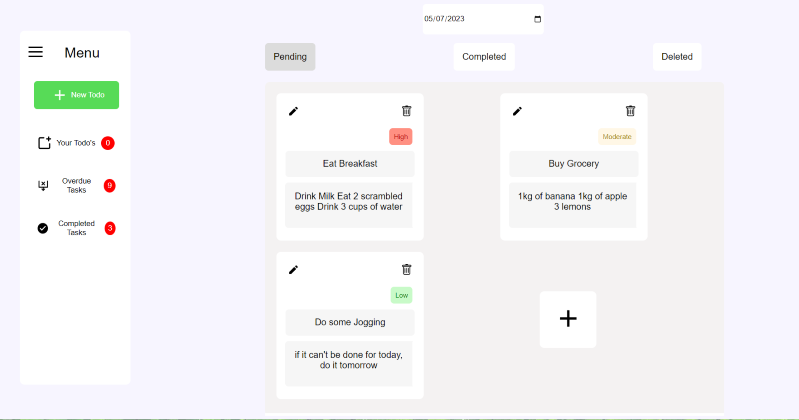 05/07/2023
Menu
New Todo
Your Todo's 0
Overdue
Tasks
9
Completed
Tasks
3
Pending
Completed
Deleted
High
Eat Breakfast
Drink Milk Eat 2 scrambled
eggs Drink 3 cups of water
Moderate
Buy Grocery
1kg of banana 1kg of apple
3 lemons
Low
Do some Jogging
if it can't be done for today,
do it tomorrow